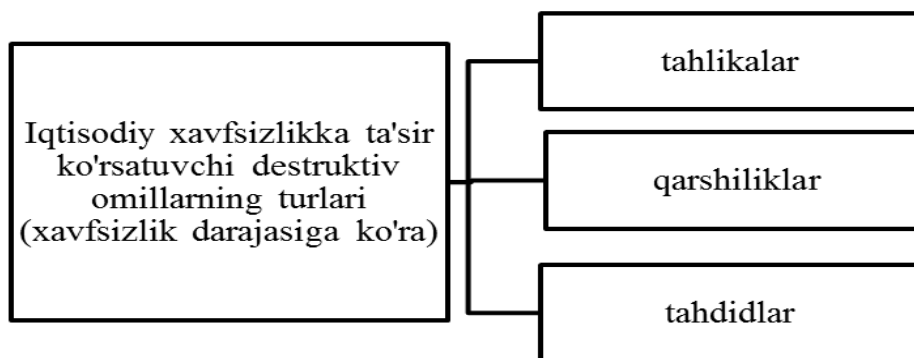 Iqtisodiy xavfsizlikka ta'sir
ko'rsatuvchi destruktiv
omillarning turlari
(xavfsizlik darajasiga ko'ra)
tahlikalar
qarshiliklar
tahdidlar